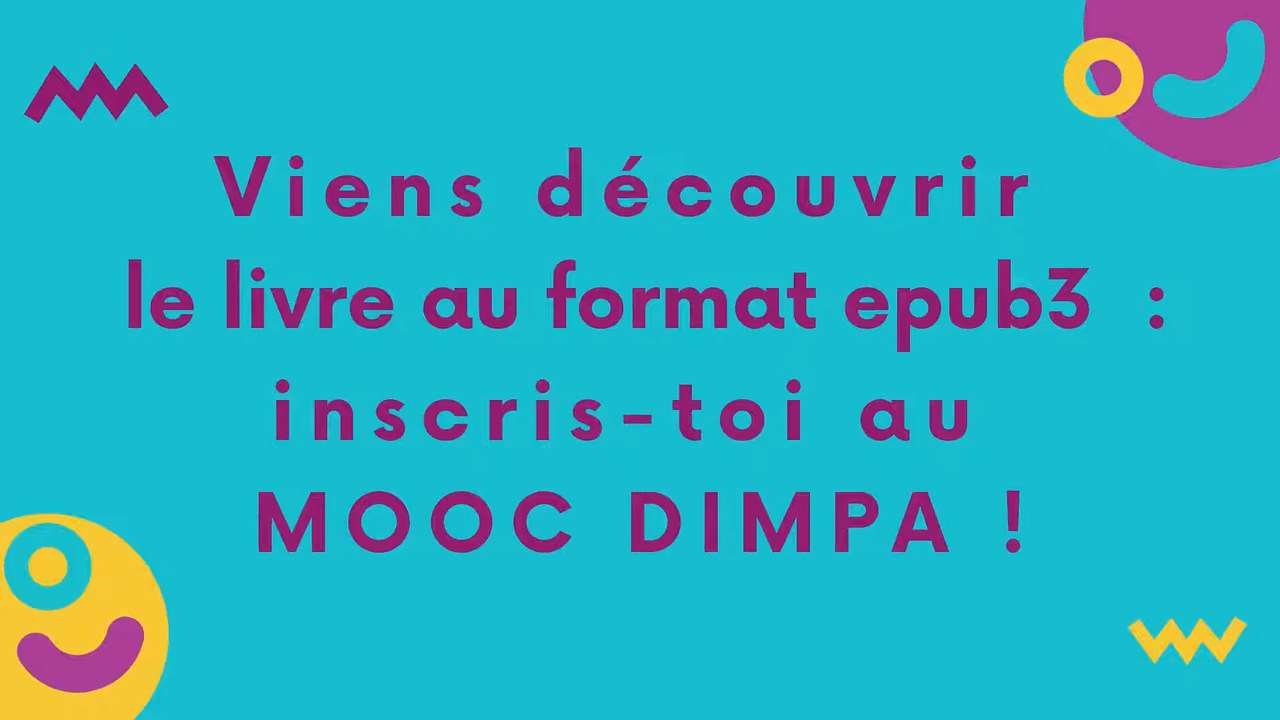 Viens découvrir
le livre au format epub3 :
inscris-toi au
MOOC DIMPA !